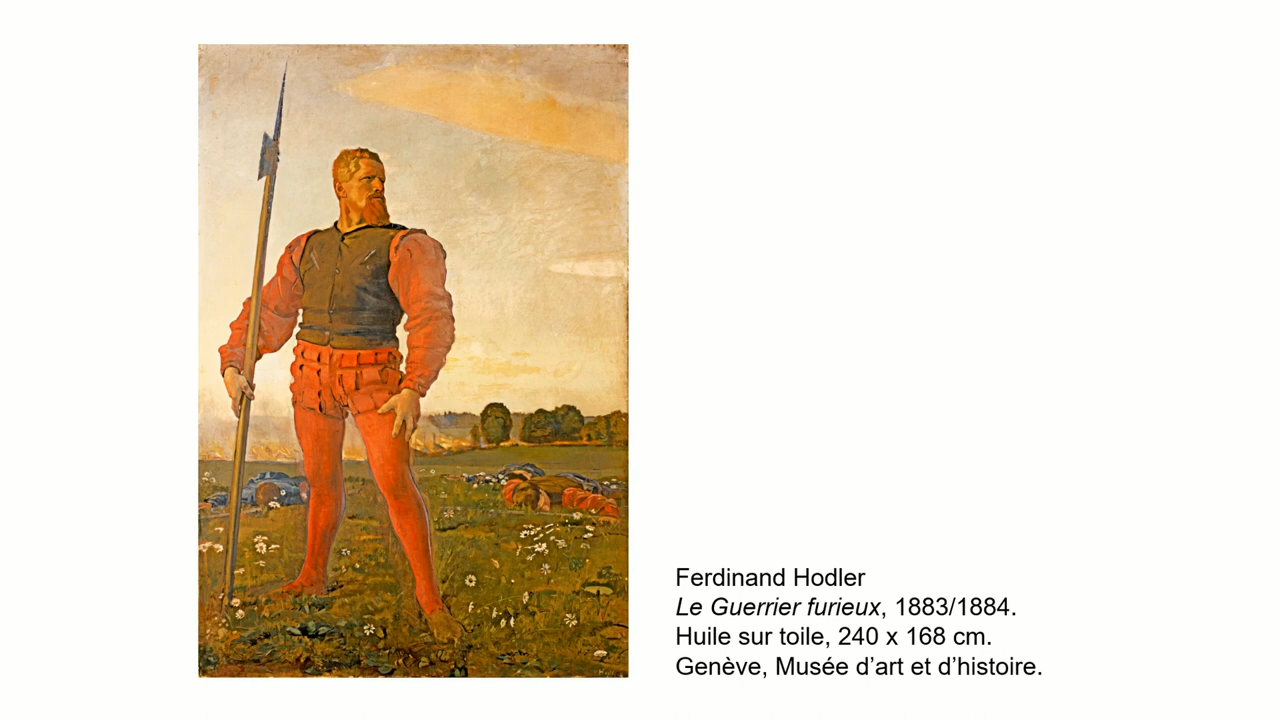 Ferdinand Hodler
Le Guerrier furieux, 1883/1884.
Huile sur toile, 240 x 168 cm.
Genève, Musée d’art et d’histoire.